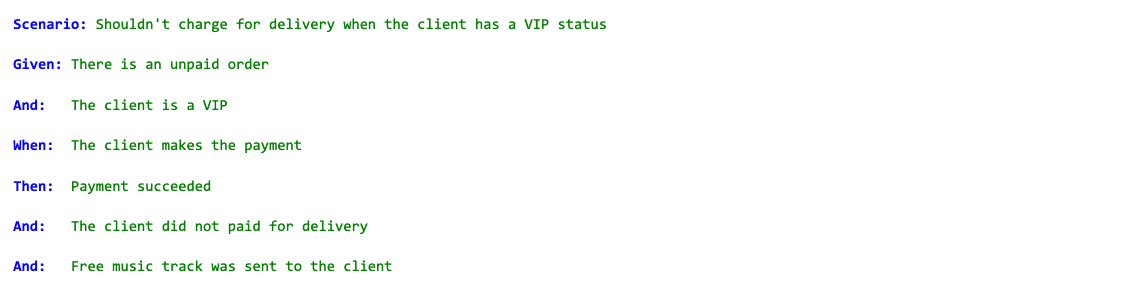 Scenario: Shouldn't charge for delivery when the client has a VIP status
Given: There is an unpaid order
And: The client is a VIP
When: The client makes the payment
Then: Payment succeeded
And: The client did not paid for delivery
And: Free music track was sent to the client